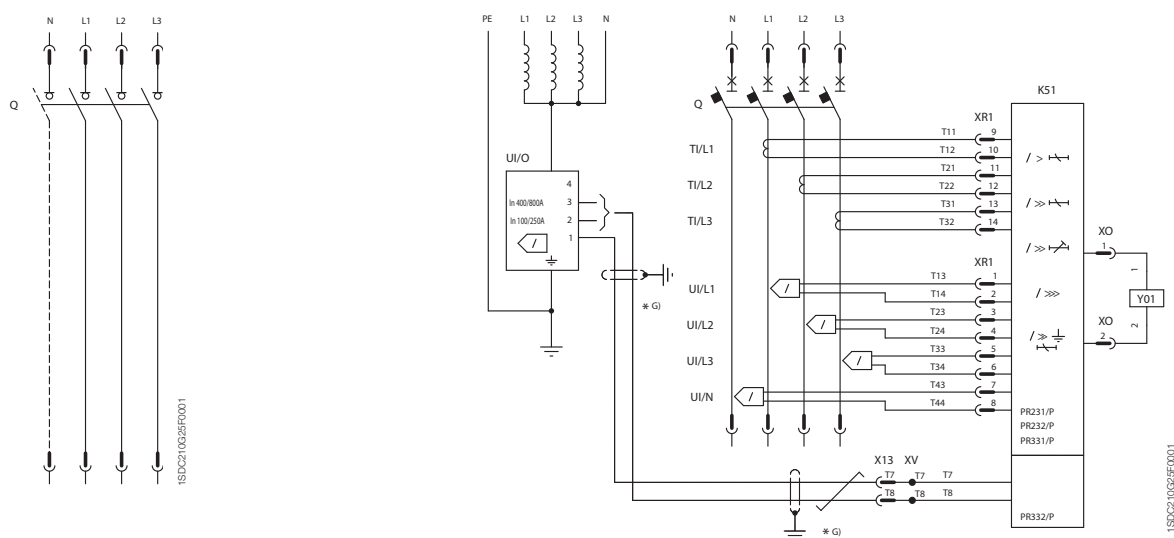 N L1 L2 L3
Q
1SDC210G25F0001
PE L1 L2 L3 N
UI/O
4
In 400/800A 3
In 100/250A 2
/ 1
* G)
N L1 L2 L3
Q
K51
XR1
TI/L1
T11 9
T12 10
TI/L2
T21 11
T22 12
TI/L3
T31 13
T32 14
/ >
/ >>
/ >>
/ >>>
/ >>
XR1
UI/L1 /
T13 1
T14 2
UI/L2 /
T23 3
T24 4
UI/L3 /
T33 5
T34 6
UI/N /
T43 7
T44 8
PR231/P
PR232/P
PR331/P
XO
1
1
Y01
2
XO
2
X13 XV
T7 T7 T7
T8 T8 T8
PR332/P
* G)
1SDC210G25F0001